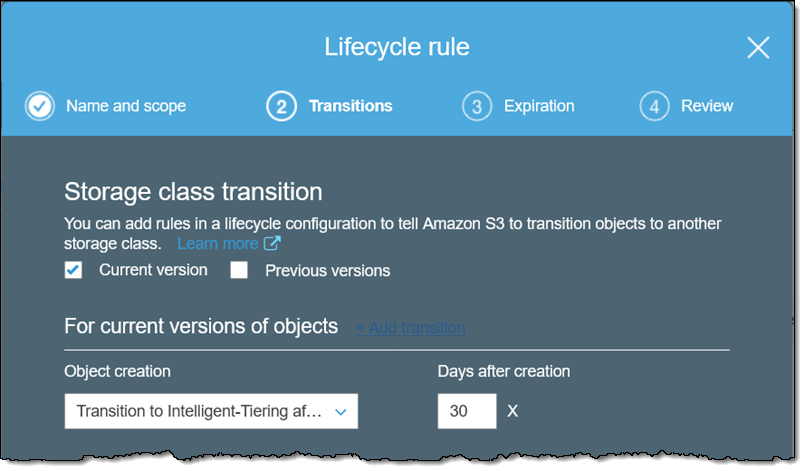 Lifecycle rule
Name and scope
2 Transitions
3 Expiration
4 Review
Storage class transition
You can add rules in a lifecycle configuration to tell Amazon S3 to transition objects to another
storage class. Learn more
Current version Previous versions
For current versions of objects + Add transition
Object creation Days after creation
Transition to Intelligent-Tiering af… 30 X